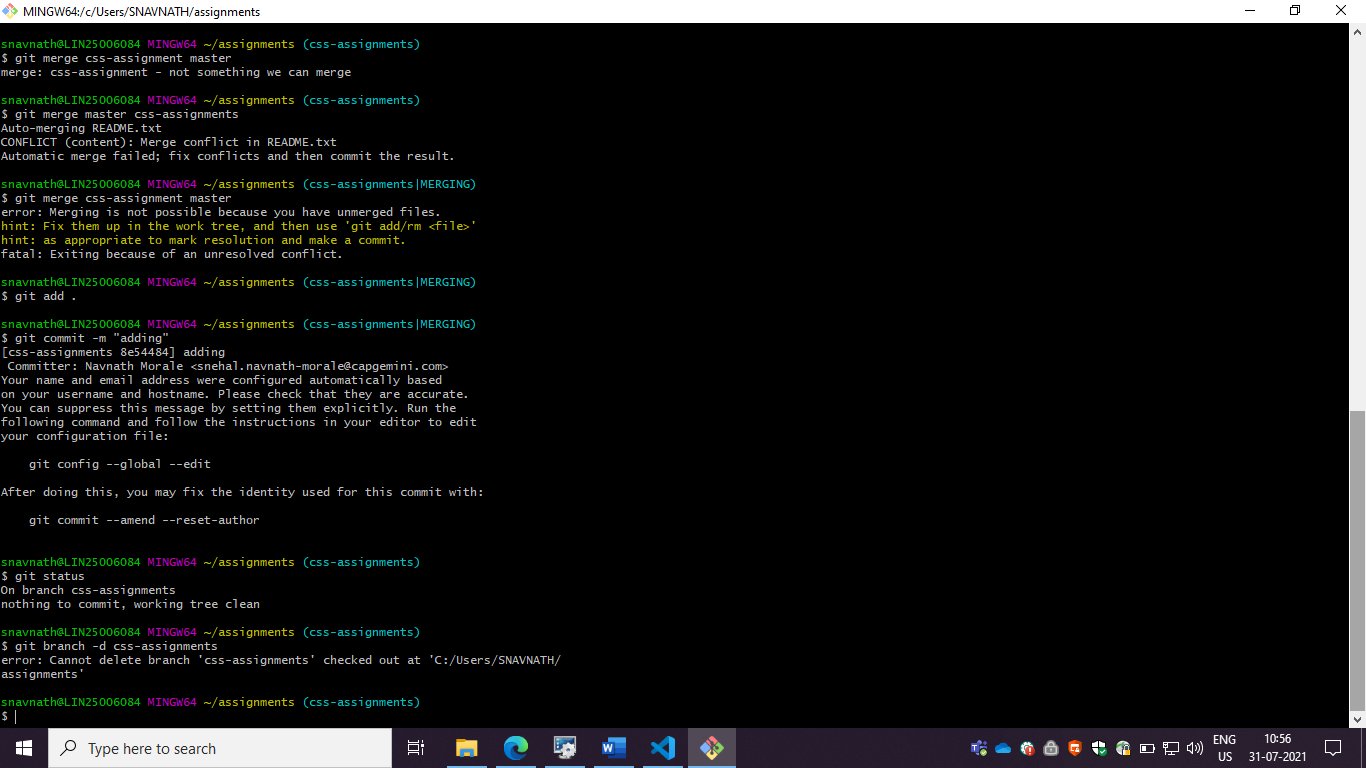 MINGW64:/c/Users/SNAVNATH/assignments
snavnath@LIN25006084 MINGW64 ~/assignments (css-assignments)
$ git merge css-assignment master
merge: css-assignment - not something we can merge
snavnath@LIN25006084 MINGW64 ~/assignments (css-assignments)
$ git merge master css-assignments
Auto-merging README.txt
CONFLICT (content): Merge conflict in README.txt
Automatic merge failed; fix conflicts and then commit the result.
snavnath@LIN25006084 MINGW64 ~/assignments (css-assignments|MERGING)
$ git merge css-assignment master
error: Merging is not possible because you have unmerged files.
hint: Fix them up in the work tree, and then use 'git add/rm <file>'
hint: as appropriate to mark resolution and make a commit.
fatal: Exiting because of an unresolved conflict.
snavnath@LIN25006084 MINGW64 ~/assignments (css-assignments|MERGING)
$ git add .
snavnath@LIN25006084 MINGW64 ~/assignments (css-assignments|MERGING)
$ git commit -m "adding"
[css-assignments 8e54484] adding
Committer: Navnath Morale <snehal.navnath-morale@capgemini.com>
Your name and email address were configured automatically based
on your username and hostname. Please check that they are accurate.
You can suppress this message by setting them explicitly. Run the
following command and follow the instructions in your editor to edit
your configuration file:
git config --global --edit
After doing this, you may fix the identity used for this commit with:
git commit --amend --reset-author
snavnath@LIN25006084 MINGW64 ~/assignments (css-assignments)
$ git status
On branch css-assignments
nothing to commit, working tree clean
snavnath@LIN25006084 MINGW64 ~/assignments (css-assignments)
$ git branch -d css-assignments
error: Cannot delete branch 'css-assignments' checked out at 'C:/Users/SNAVNATH/
assignments'
snavnath@LIN25006084 MINGW64 ~/assignments (css-assignments)
$
Type here to search
ENG
US
10:56
31-07-2021